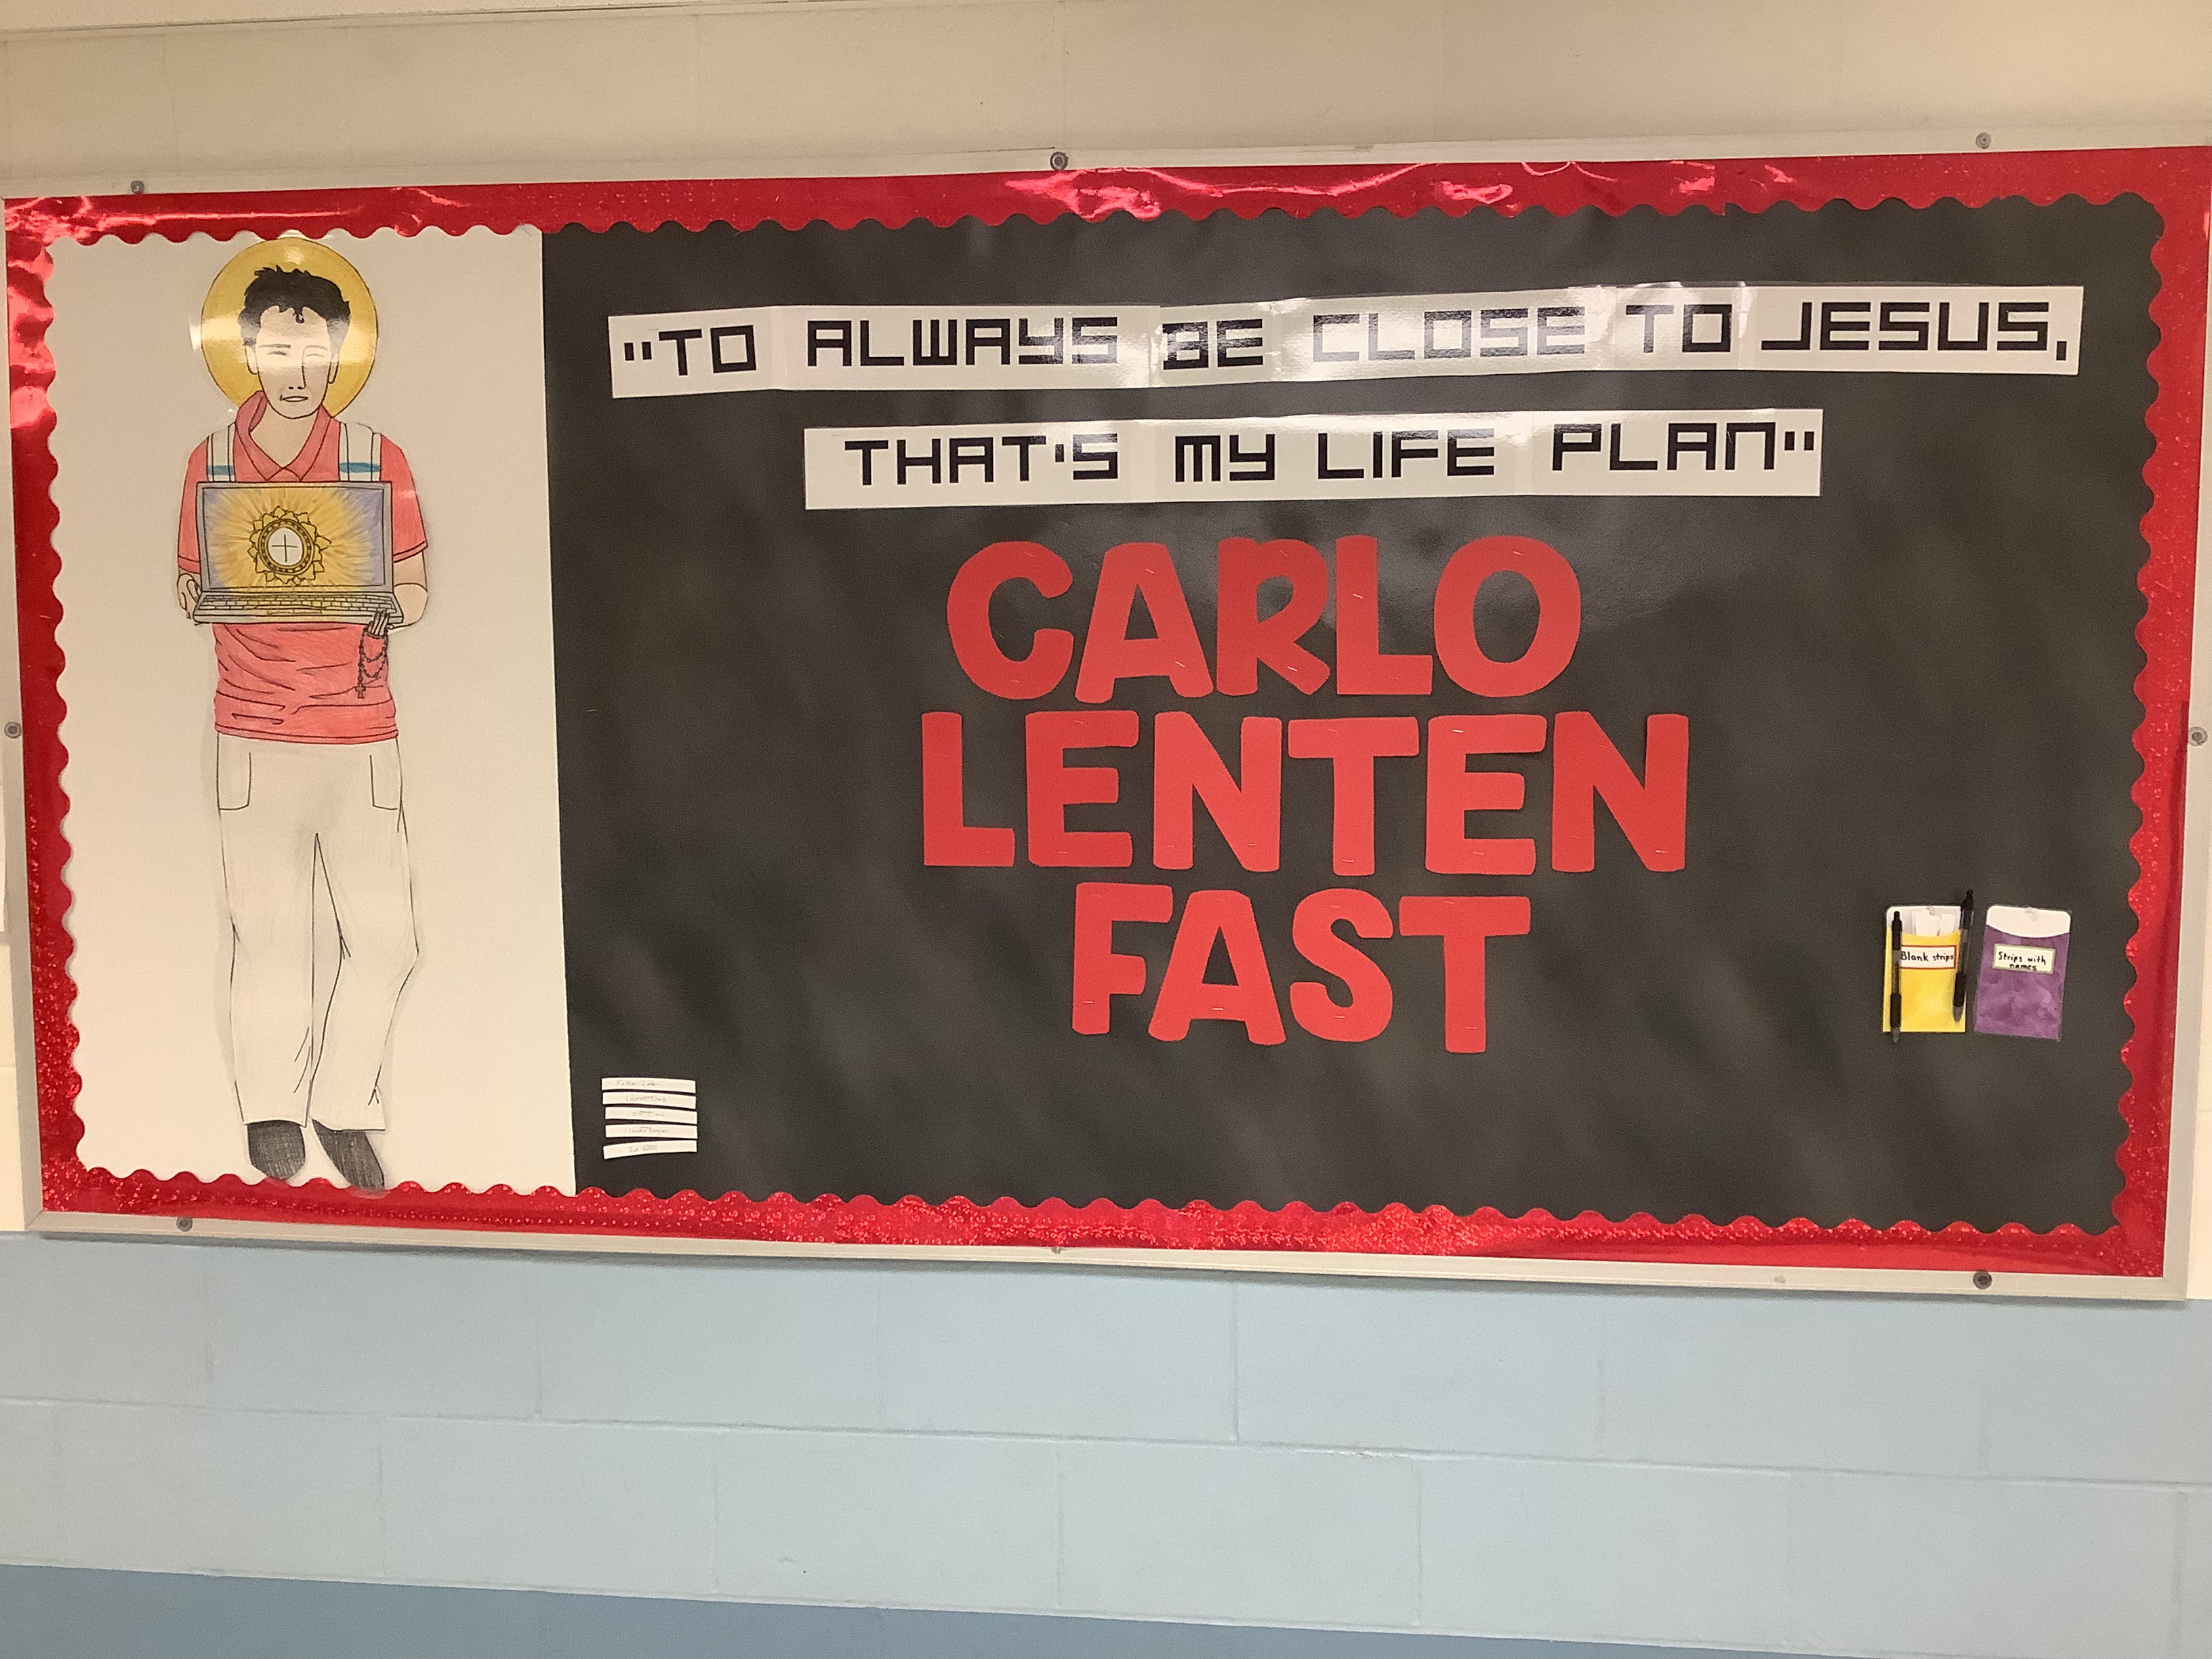 "TO ALWAYS BE CLOSE TO JESUS,
THAT'S MY LIFE PLAN"
CARLO
LENTEN
FAST
Blank strips
Strips with
names